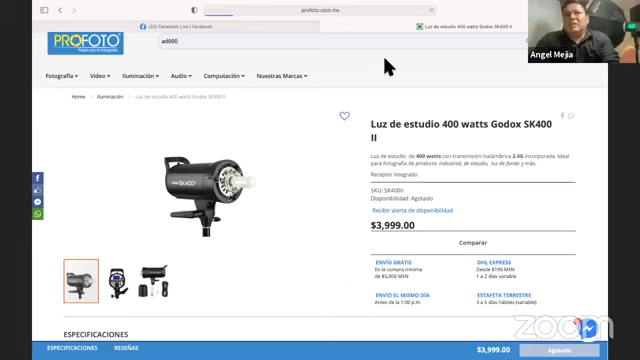 profoto.com.mx
(20) Facebook Live | Facebook
Luz de estudio 400 watts Godox SK400 II
PROFOTO
ad600
Angel Mejia
Fotografía
Video
Iluminación
Audio
Computación
Nuestras Marcas
Home
Iluminación
Luz de estudio 400 watts Godox SK400 II
Luz de estudio 400 watts Godox SK400
II
Luz de estudio de 400 watts con transmisión inalámbrica 2.4G incorporada. Ideal
para fotografía de producto, industrial, de estudio, luz de fondo y más.
Receptor integrado
SKU: SK400II
Disponibilidad: Agotado
Recibir alerta de disponibilidad
$3,999.00
Comparar
ENVÍO GRATIS
En la compra mínima
de $5,000 MXN
DHL EXPRESS
Desde $190 MXN
1 a 2 días variable
ENVÍO EL MISMO DÍA
Antes de la 1:00 p.m.
ESTAFETA TERRESTRE
3 a 5 días hábiles (variable)
SK400
ESPECIFICACIONES
zoom
ESPECIFICACIONES
RESEÑAS
$3,999.00
Agotado